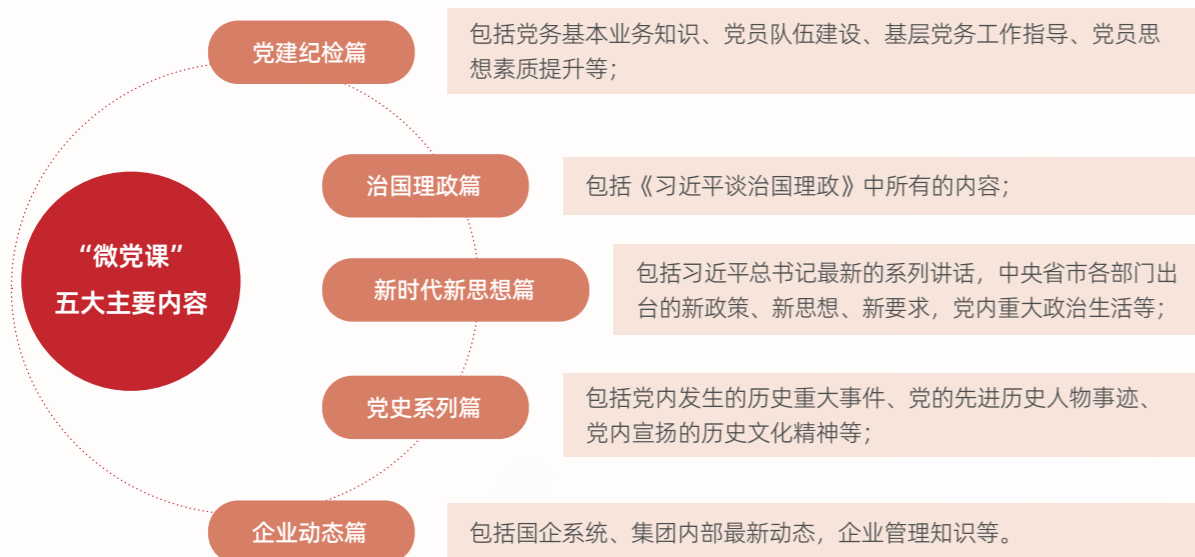 党建纪检篇
包括党务基本业务知识、党员队伍建设、基层党务工作指导、党员思
想素质提升等；
治国理政篇
包括《习近平谈治国理政》中所有的内容；
“微党课”
五大主要内容
新时代新思想篇
包括习近平总书记最新的系列讲话，中央省市各部门出
台的新政策、新思想、新要求，党内重大政治生活等；
党史系列篇
包括党内发生的历史重大事件、党的先进历史人物事迹、
党内宣扬的历史文化精神等；
企业动态篇
包括国企系统、集团内部最新动态，企业管理知识等。